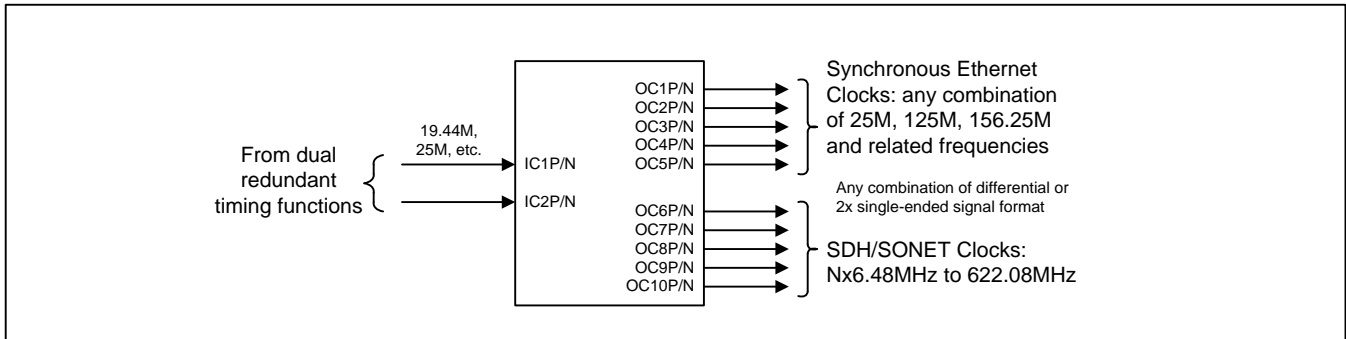 From dual
redundant
timing functions
19.44M,
25M, etc.
IC1P/N
IC2P/N
OC1P/N
OC2P/N
OC3P/N
OC4P/N
OC5P/N
OC6P/N
OC7P/N
OC8P/N
OC9P/N
OC10P/N
Synchronous Ethernet
Clocks: any combination
of 25M, 125M, 156.25M
and related frequencies
Any combination of differential or
2x single-ended signal format
SDH/SONET Clocks:
Nx6.48MHz to 622.08MHz